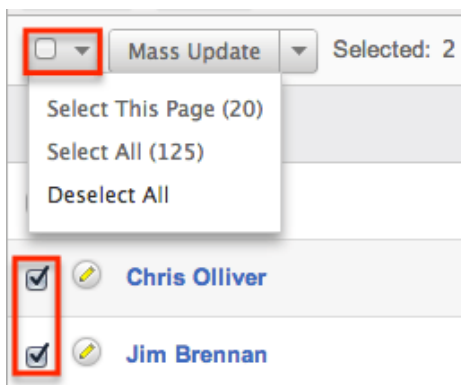 Mass Update Selected: 2
Select This Page (20)
Select All (125)
Deselect All
Chris Olliver
Jim Brennan